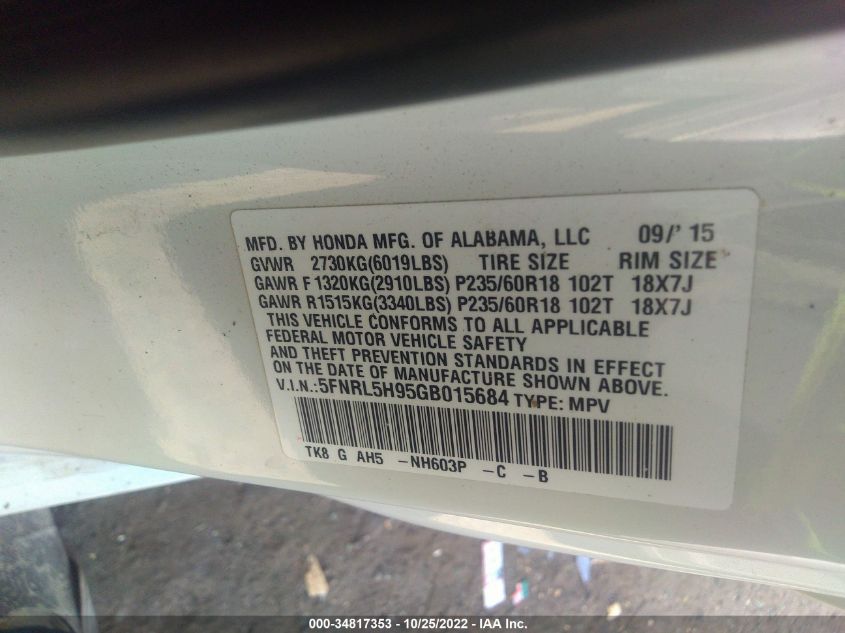 MFD. BY HONDA MFG. OF ALABAMA, LLC 09/' 15
GVWR 2730KG(6019LBS) TIRE SIZE RIM SIZE
GAWR F 1320KG(2910LBS) P235/60R18 102T 18X7J
GAWR R1515KG(3340LBS) P235/60R18 102T 18X7J
THIS VEHICLE CONFORMS TO ALL APPLICABLE
FEDERAL MOTOR VEHICLE SAFETY
AND THEFT PREVENTION STANDARDS IN EFFECT
ON THE DATE OF MANUFACTURE SHOWN ABOVE.
V.I.N.:5FNRL5H95GB015684 TYPE: MPV
TK8 G AH5 -NH603P -C -B
000-34817353 - 10/25/2022 - IAA Inc.